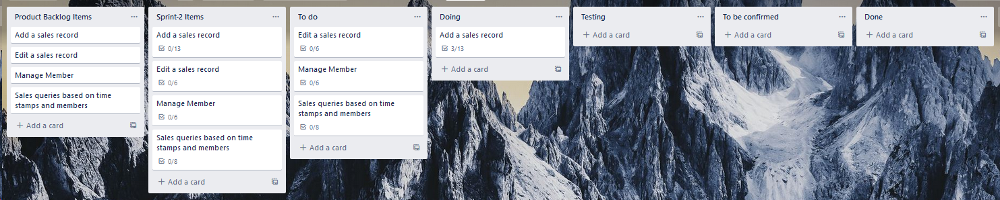 Product Backlog Items
Add a sales record
Edit a sales record
Manage Member
Sales queries based on time
stamps and members
+ Add a card
Sprint-2 Items
Add a sales record
0/13
Edit a sales record
0/6
Manage Member
0/6
Sales queries based on time
stamps and members
0/8
+ Add a card
To do
Edit a sales record
0/6
Manage Member
0/6
Sales queries based on time
stamps and members
0/8
+ Add a card
Doing
Add a sales record
3/13
+ Add a card
Testing
+ Add a card
To be confirmed
+ Add a card
Done
+ Add a card